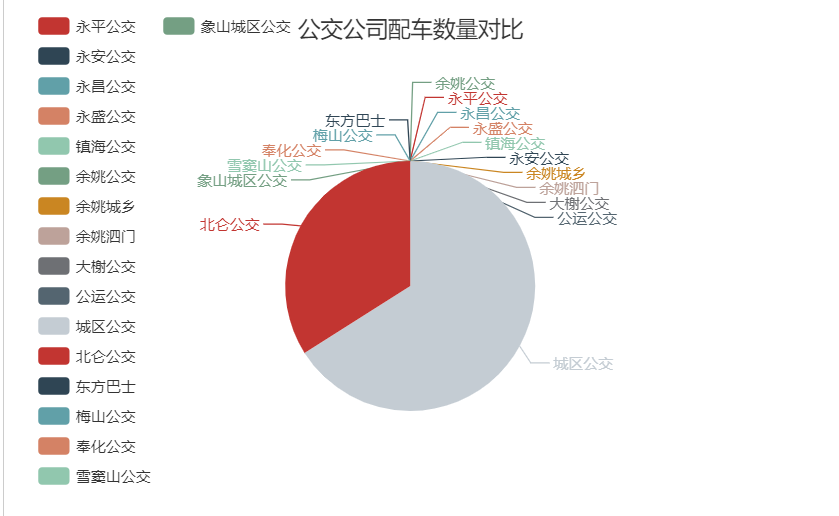 公交公司配车数量对比
永平公交
象山城区公交
永安公交
永昌公交
永盛公交
镇海公交
余姚公交
余姚城乡
余姚泗门
大榭公交
公运公交
城区公交
北仑公交
东方巴士
梅山公交
奉化公交
雪窦山公交
余姚公交
永平公交
永昌公交
永盛公交
镇海公交
永安公交
余姚城乡
余姚泗门
大榭公交
公运公交
城区公交
东方巴士
梅山公交
奉化公交
雪窦山公交
象山城区公交
北仑公交